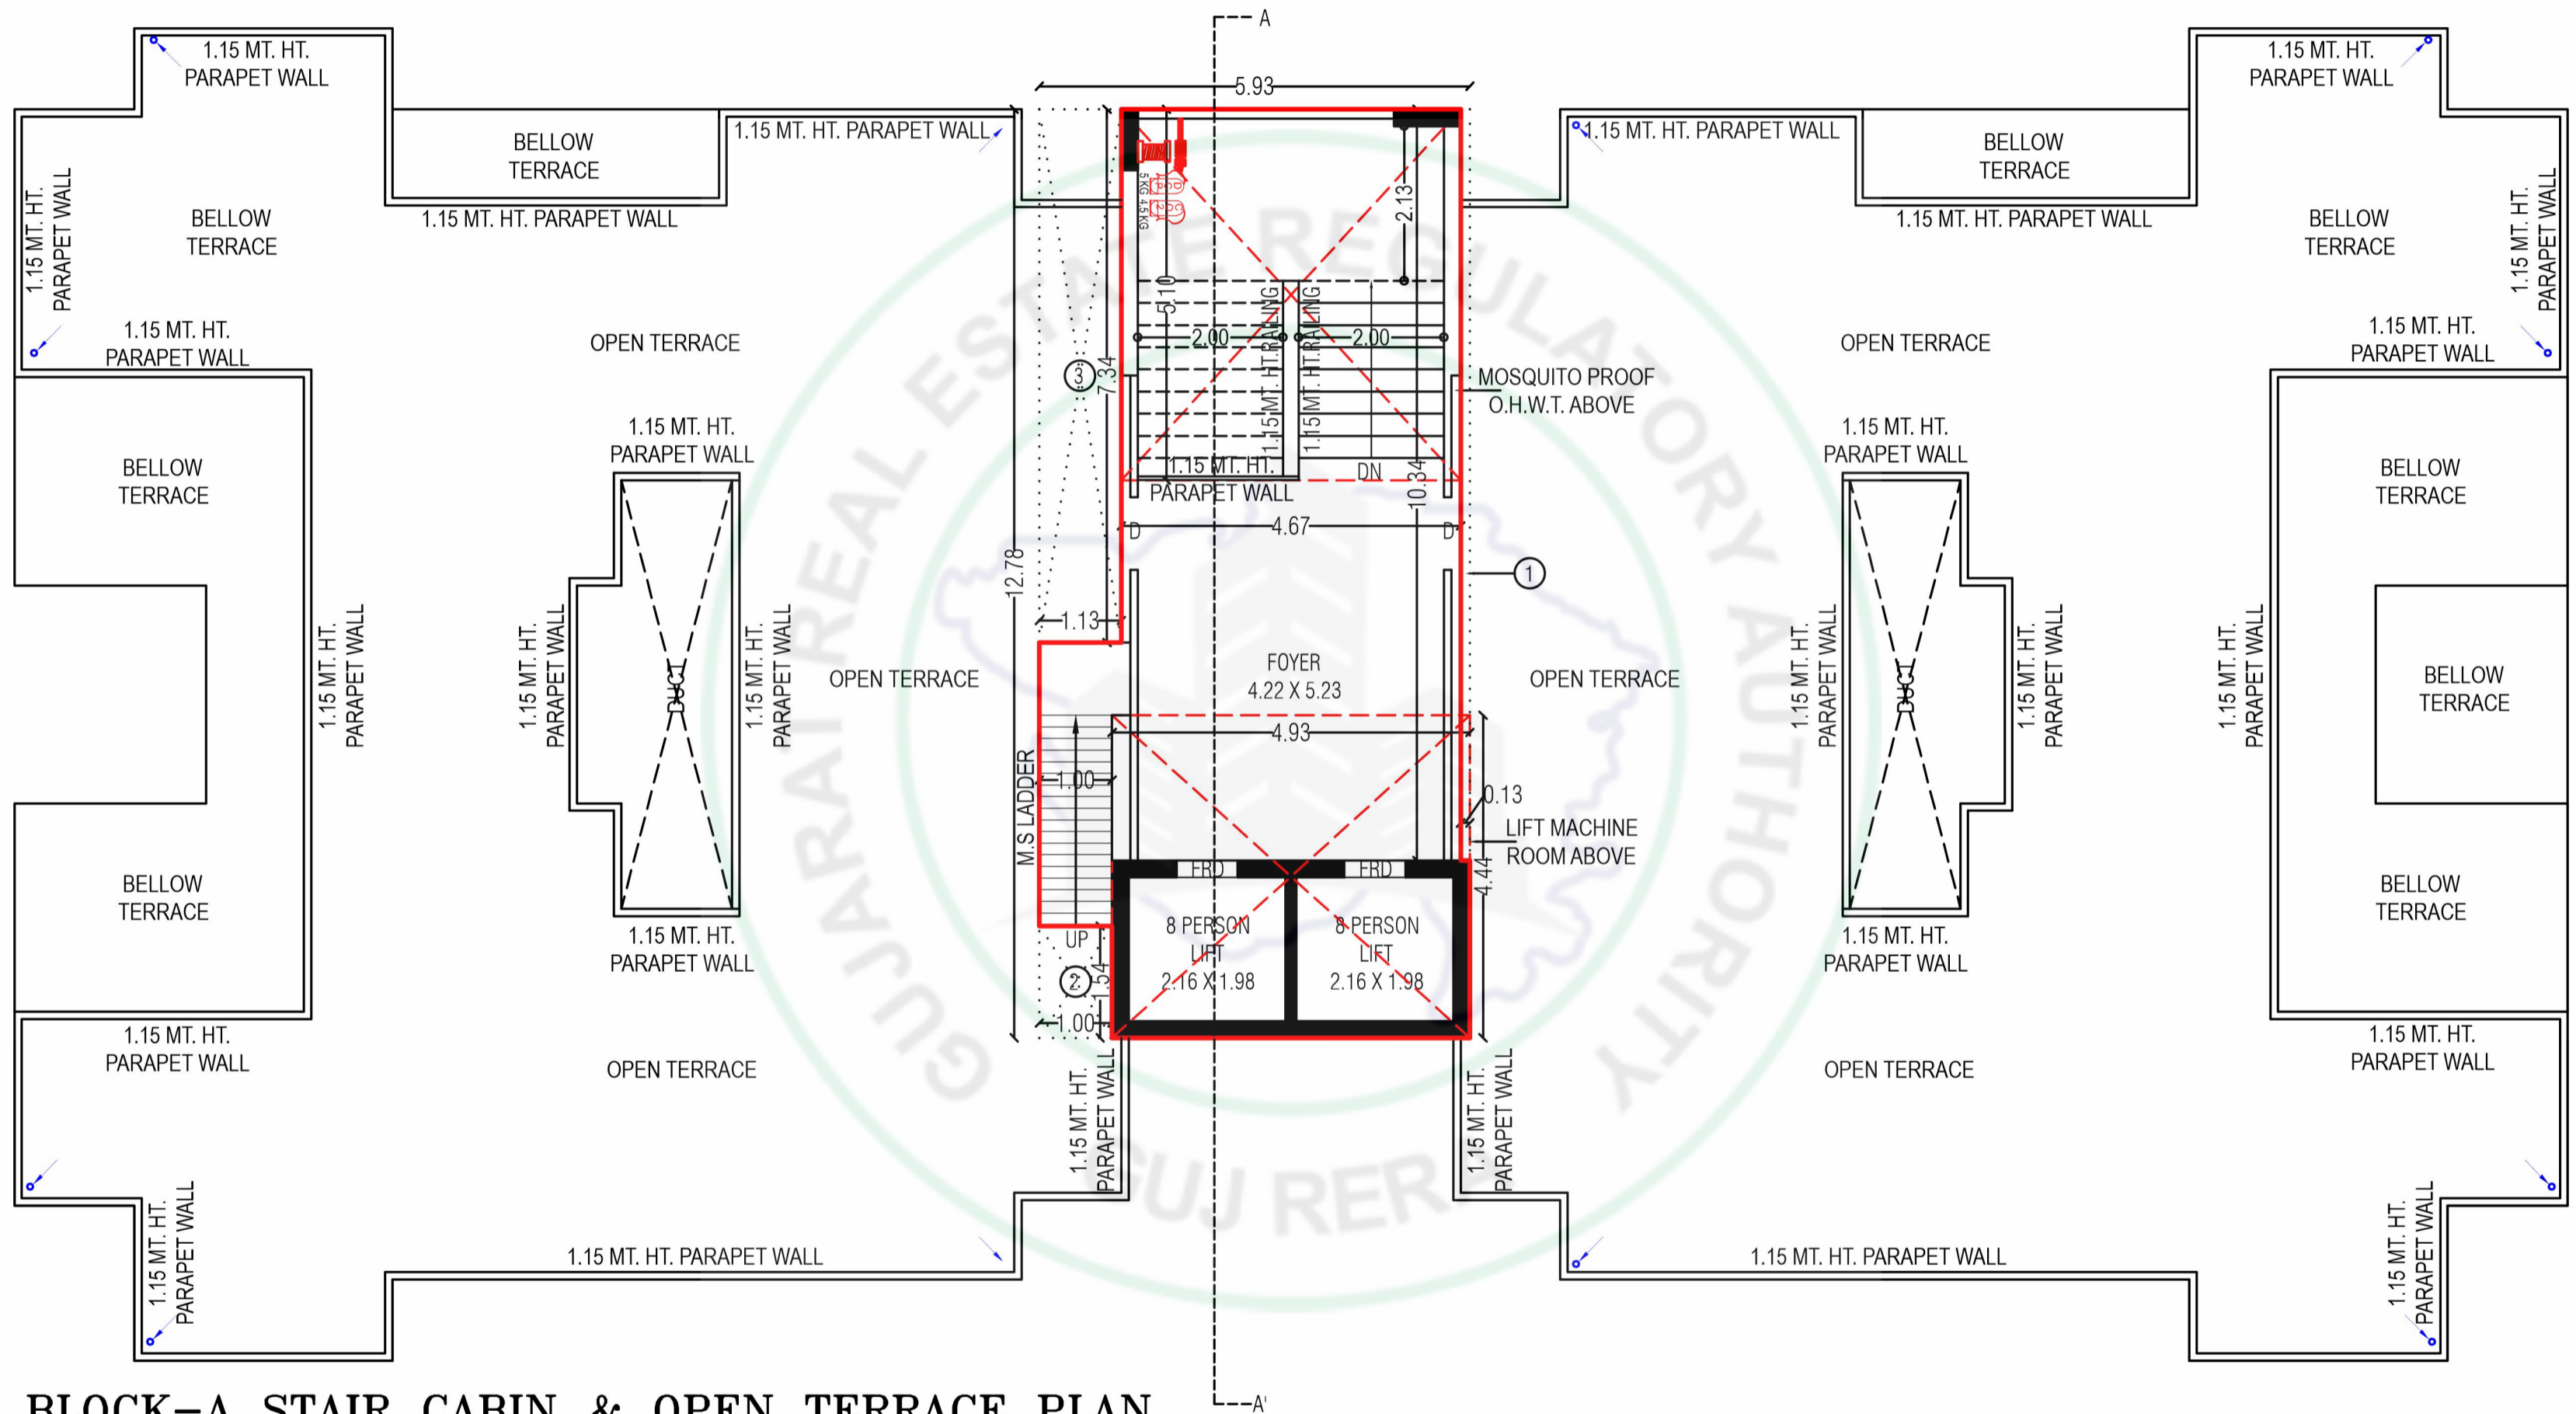 A
1.15 MT. HT.
PARAPET WALL
1.15 MT. HT.
PARAPET WALL
5.93
BELLOW
TERRACE
1.15 MT. HT. PARAPET WALL
1.15 MT. HT. PARAPET WALL
BELLOW
TERRACE
1.15 MT. HT.
PARAPET WALL
BELLOW
TERRACE
1.15 MT. HT. PARAPET WALL
5 KG 4.5 KG
2.13
1.15 MT. HT. PARAPET WALL
BELLOW
TERRACE
1.15 MT. HT.
PARAPET WALL
1.15 MT. HT.
PARAPET WALL
OPEN TERRACE
5.10
2.00
1.15 MT. HT.RAILING
1.15 MT. HT.RAILING
2.00
OPEN TERRACE
1.15 MT. HT.
PARAPET WALL
3
7.34
MOSQUITO PROOF
O.H.W.T. ABOVE
1.15 MT. HT.
PARAPET WALL
1.15 MT. HT.
PARAPET WALL
BELLOW
TERRACE
1.15 MT. HT.
PARAPET WALL
DN
10.34
BELLOW
TERRACE
D
4.67
D
12.78
1
1.13
1.15 MT. HT.
PARAPET WALL
1.15 MT. HT.
PARAPET WALL
DUCT
1.15 MT. HT.
PARAPET WALL
OPEN TERRACE
FOYER
4.22 X 5.23
OPEN TERRACE
1.15 MT. HT.
PARAPET WALL
DUCT
1.15 MT. HT.
PARAPET WALL
1.15 MT. HT.
PARAPET WALL
BELLOW
TERRACE
4.93
M.S LADDER
1.00
0.13
LIFT MACHINE
ROOM ABOVE
4.44
FRD
FRD
BELLOW
TERRACE
BELLOW
TERRACE
1.15 MT. HT.
PARAPET WALL
UP
8 PERSON
LIFT
2.16 X 1.98
8 PERSON
LIFT
2.16 X 1.98
1.15 MT. HT.
PARAPET WALL
2
1.54
1.00
1.15 MT. HT.
PARAPET WALL
1.15 MT. HT.
PARAPET WALL
OPEN TERRACE
1.15 MT. HT.
PARAPET WALL
1.15 MT. HT.
PARAPET WALL
OPEN TERRACE
1.15 MT. HT.
PARAPET WALL
1.15 MT. HT. PARAPET WALL
1.15 MT. HT. PARAPET WALL
1.15 MT. HT.
PARAPET WALL
A'
BLOCK-A STAIR CABIN & OPEN TERRACE PLAN
GUJARAT REAL ESTATE REGULATORY AUTHORITY
GUJ RERA